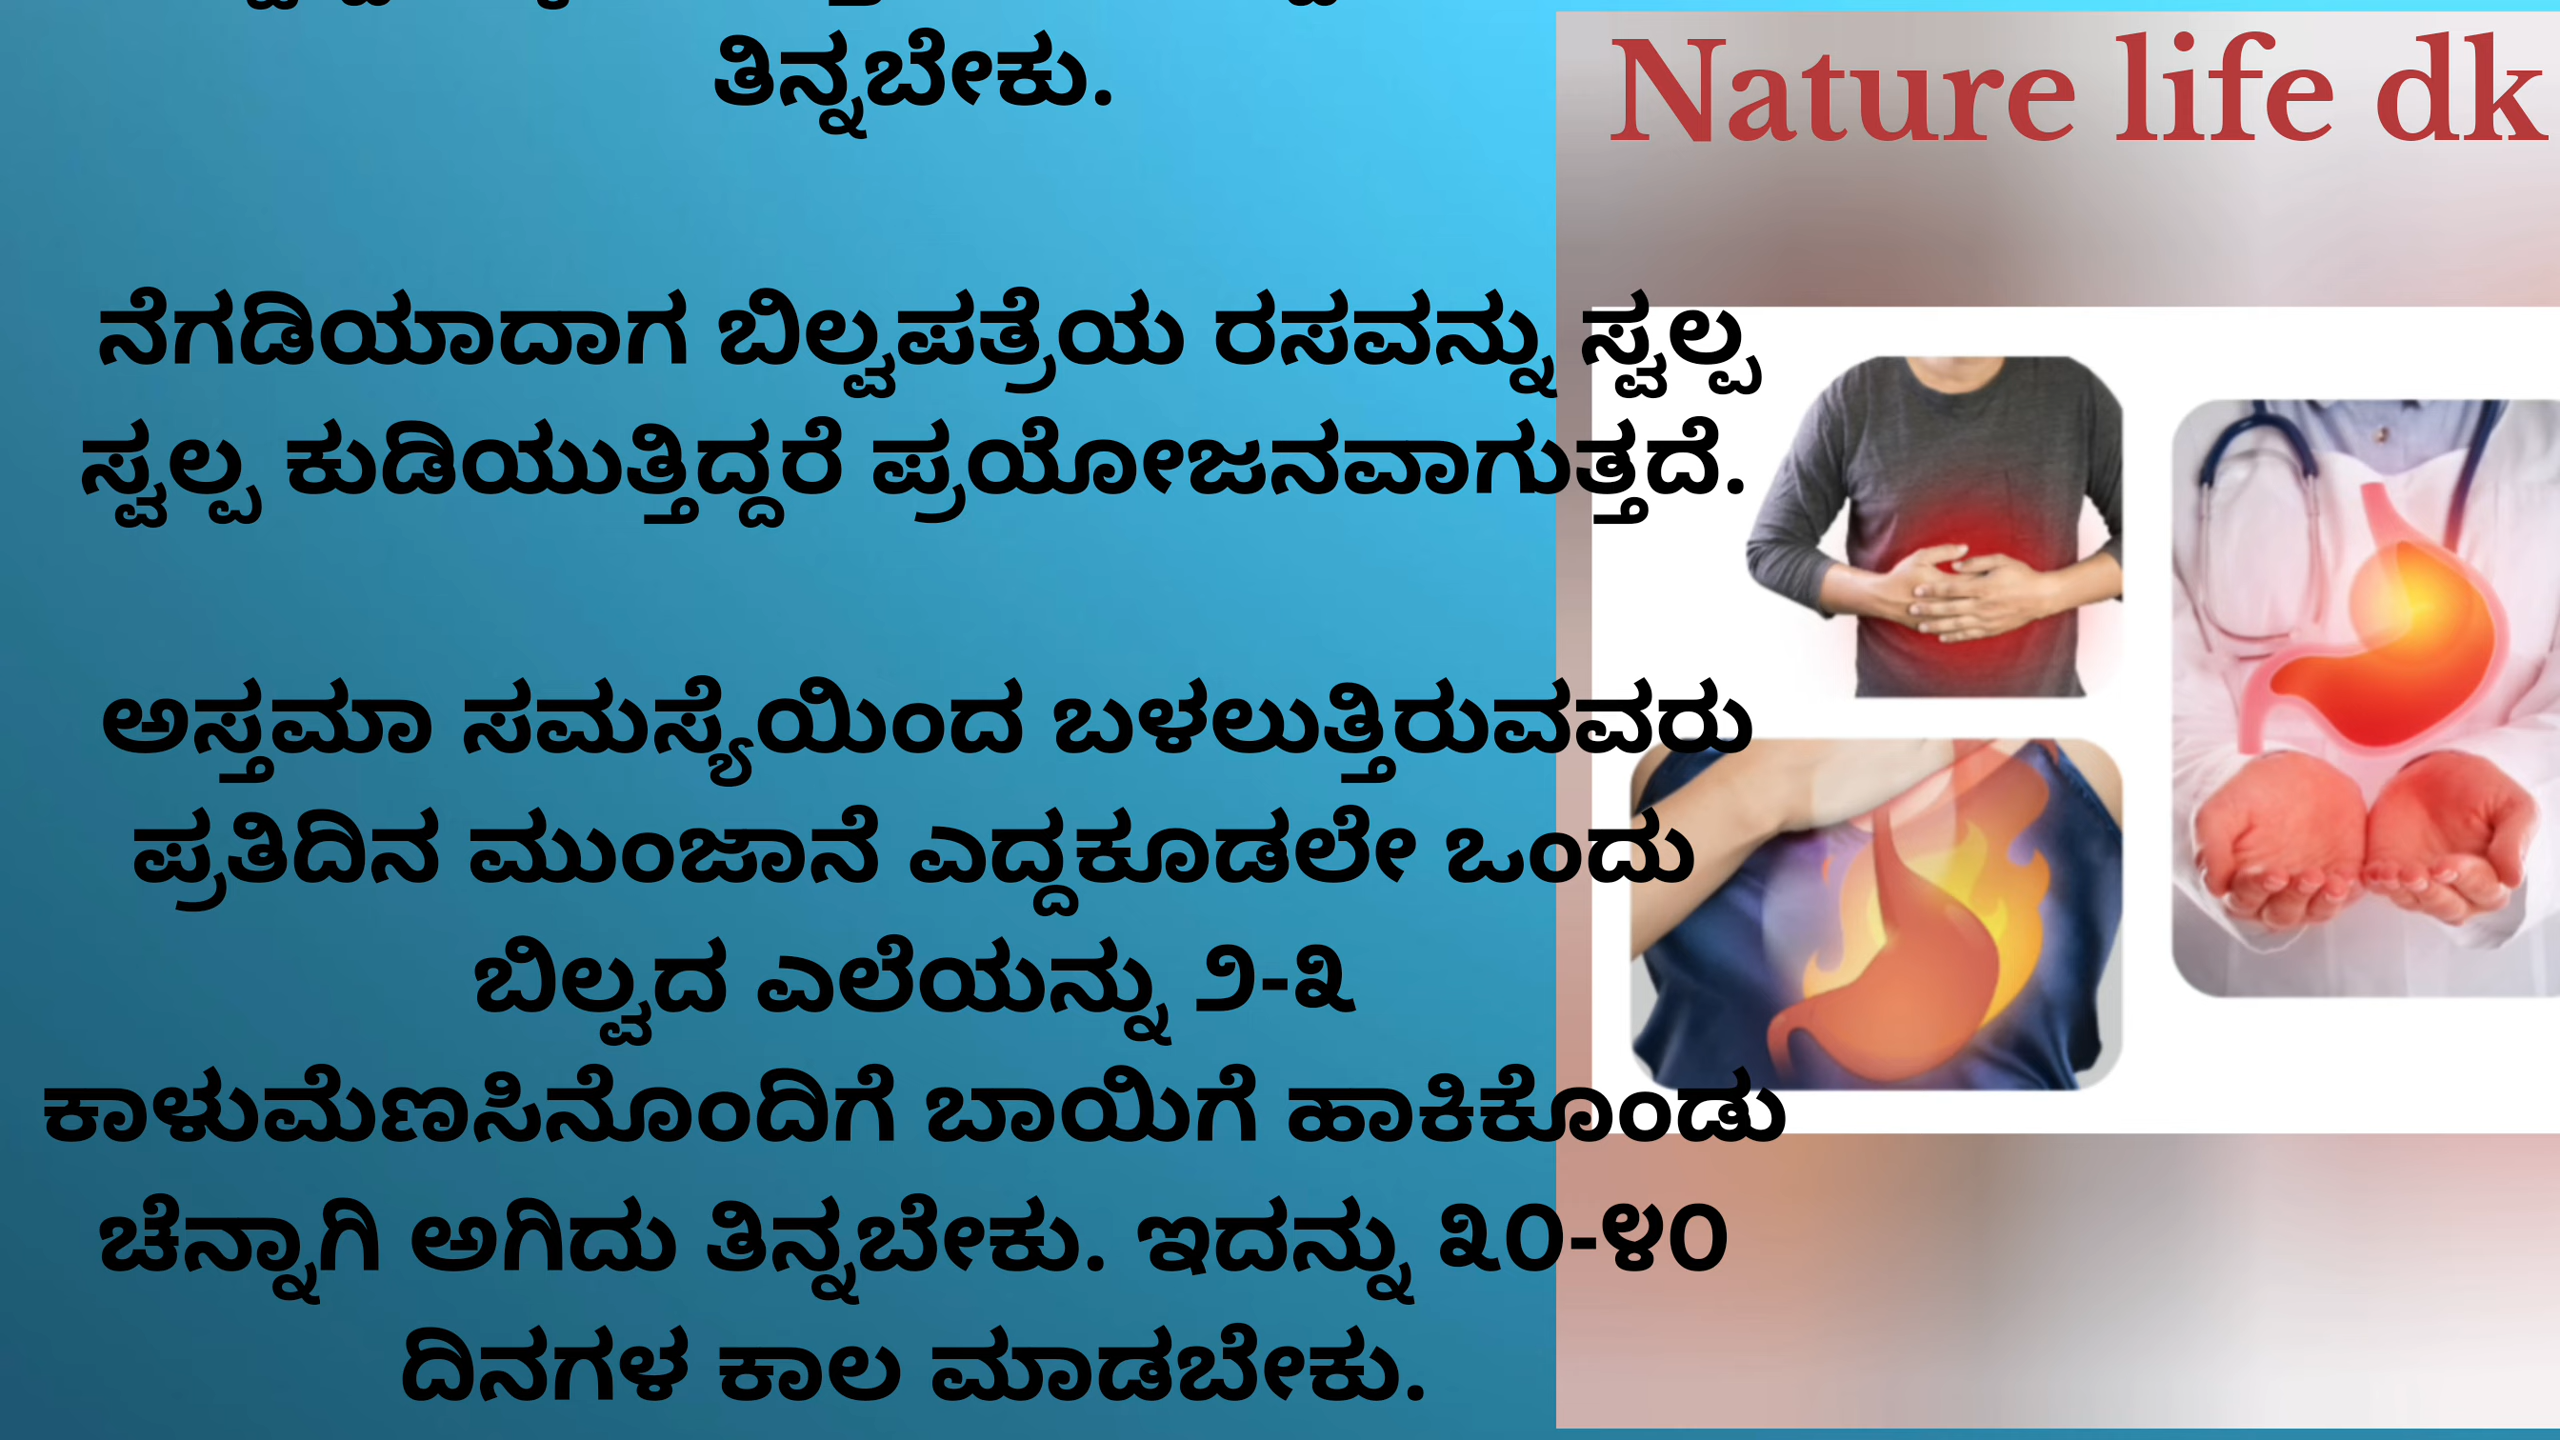 ತಿನ್ನಬೇಕು.
Nature life dk
ನೆಗಡಿಯಾದಾಗ ಬಿಲ್ವಪತ್ರೆಯ ರಸವನ್ನು ಸ್ವಲ್ಪ
ಸ್ವಲ್ಪ ಕುಡಿಯುತ್ತಿದ್ದರೆ ಪ್ರಯೋಜನವಾಗುತ್ತದೆ.
ಅಸ್ತಮಾ ಸಮಸ್ಯೆಯಿಂದ ಬಳಲುತ್ತಿರುವವರು
ಪ್ರತಿದಿನ ಮುಂಜಾನೆ ಎದ್ದಕೂಡಲೇ ಒಂದು
ಬಿಲ್ವದ ಎಲೆಯನ್ನು ೨-೩
ಕಾಳುಮೆಣಸಿನೊಂದಿಗೆ ಬಾಯಿಗೆ ಹಾಕಿಕೊಂಡು
ಚೆನ್ನಾಗಿ ಅಗಿದು ತಿನ್ನಬೇಕು. ಇದನ್ನು ೩೦-೪೦
ದಿನಗಳ ಕಾಲ ಮಾಡಬೇಕು.